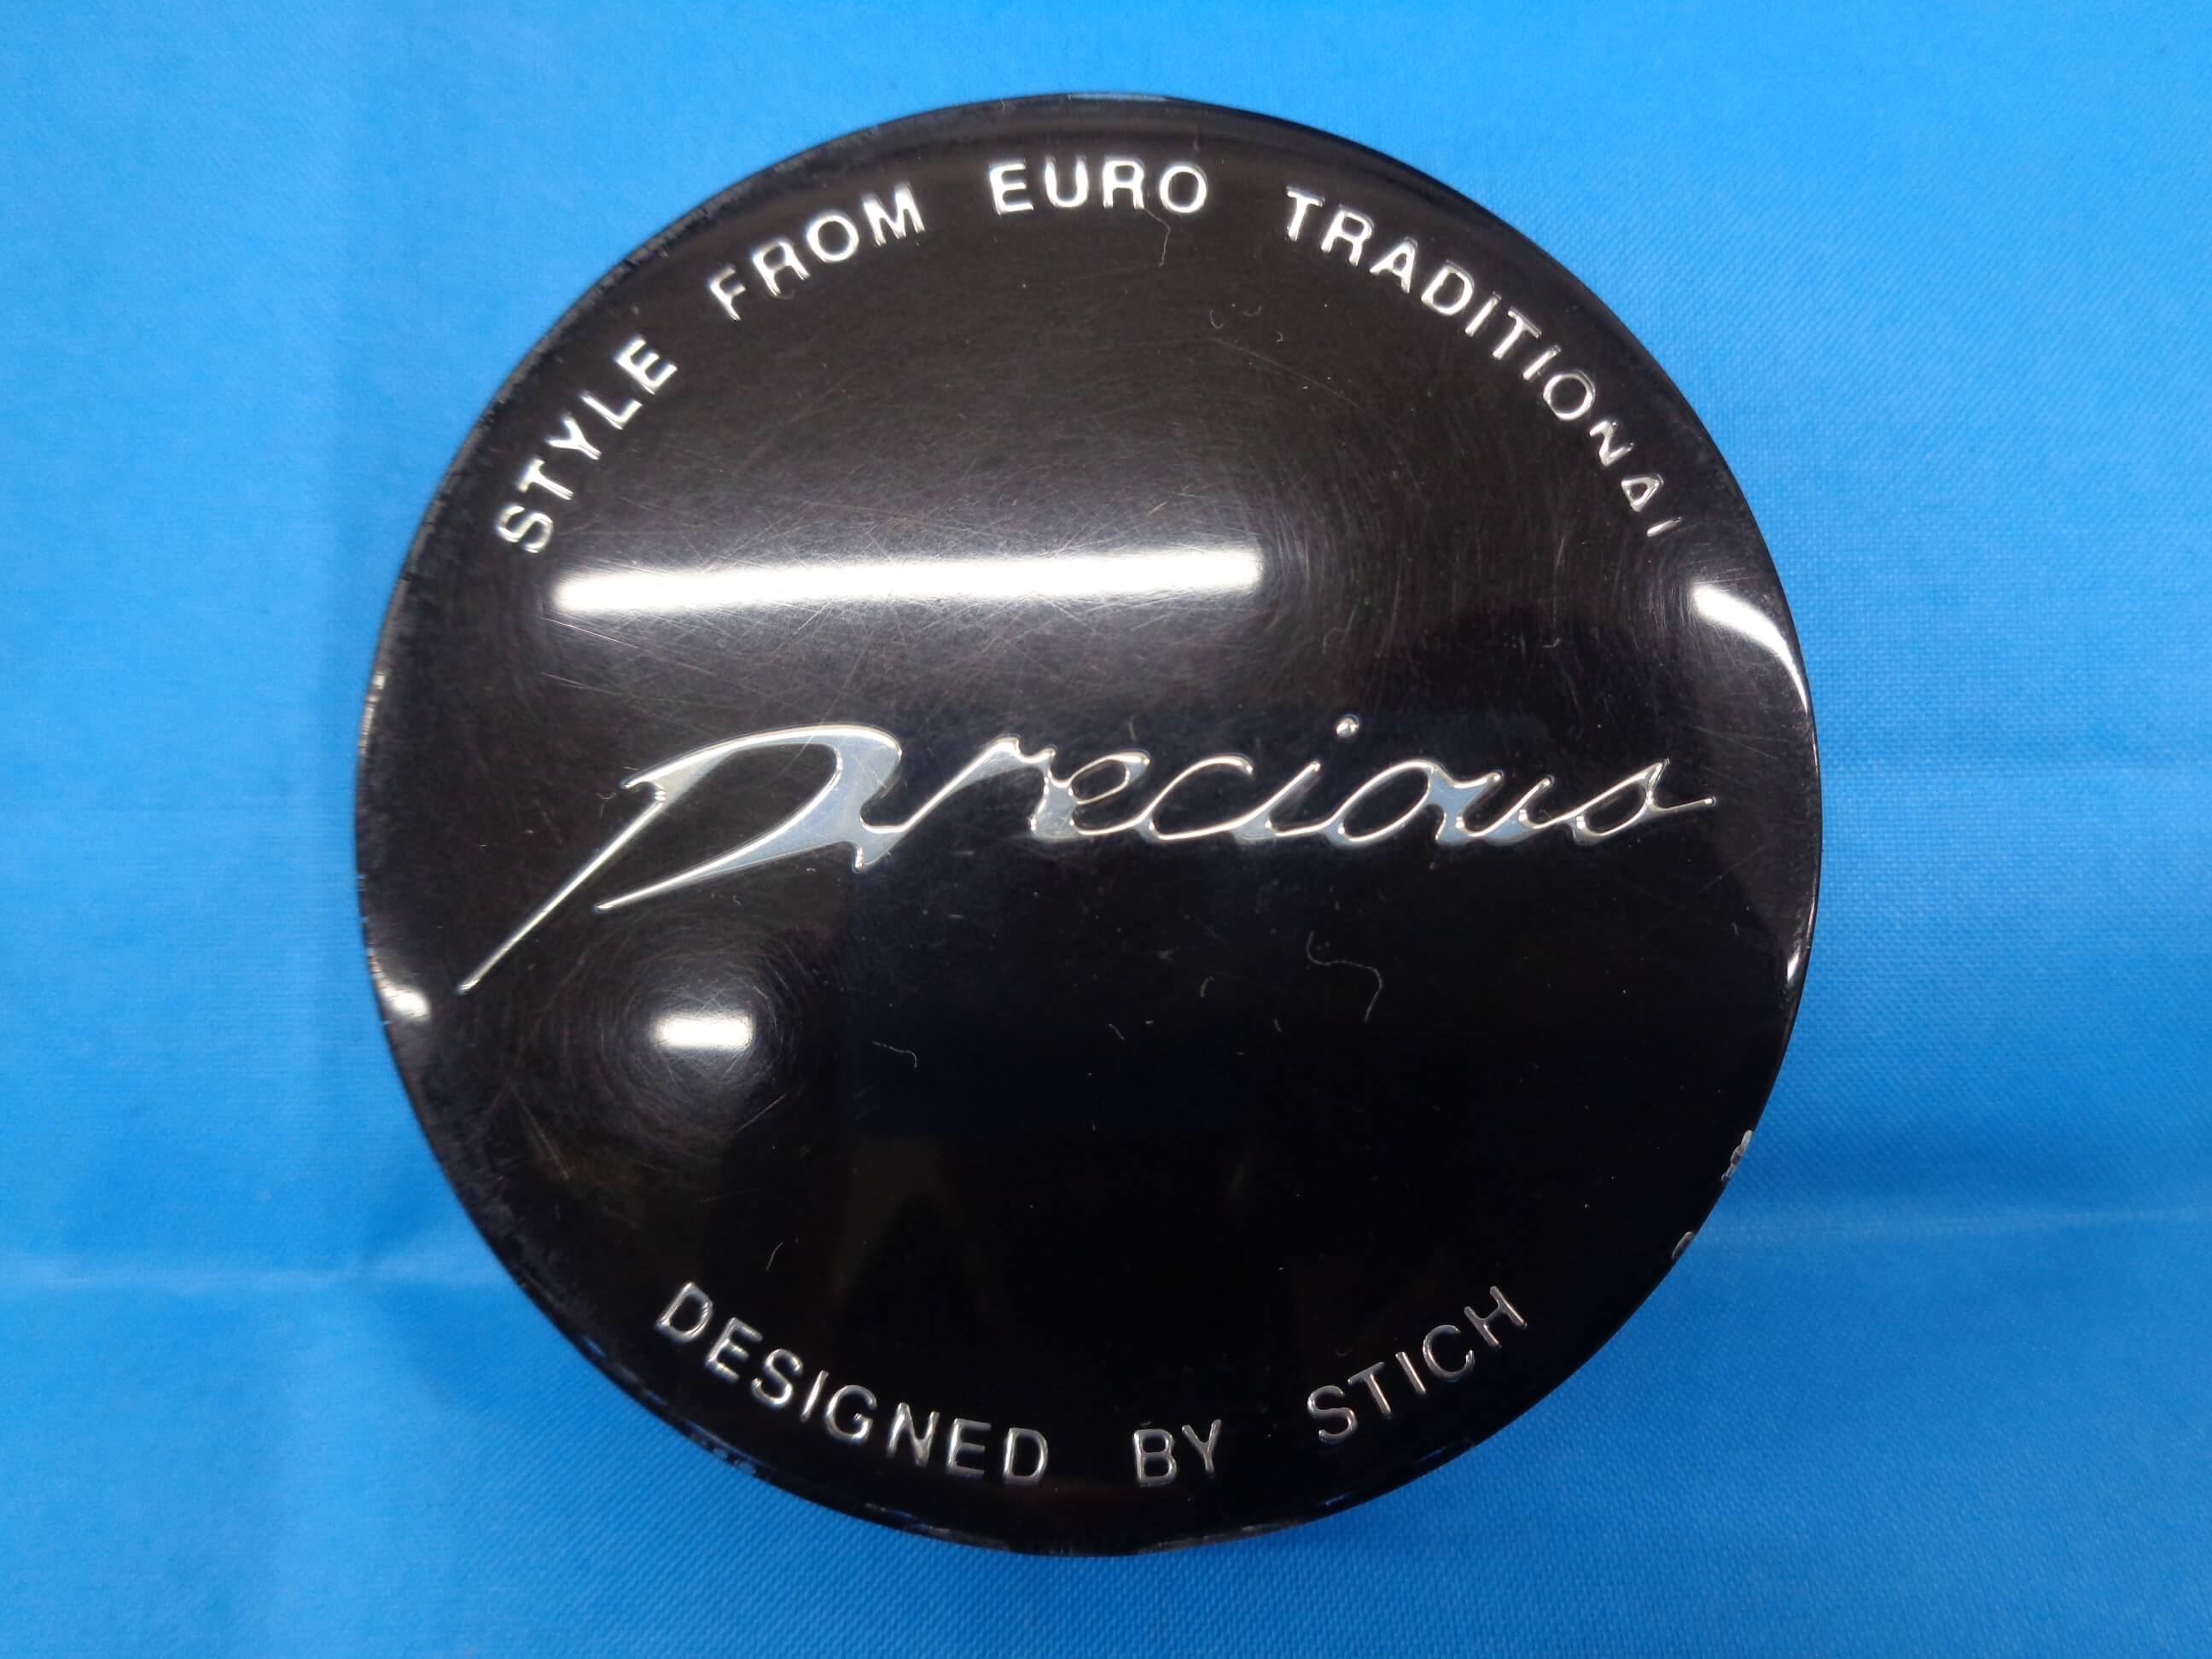 STYLE FROM EURO TRADITIONAL
Precious
DESIGNED BY STICH